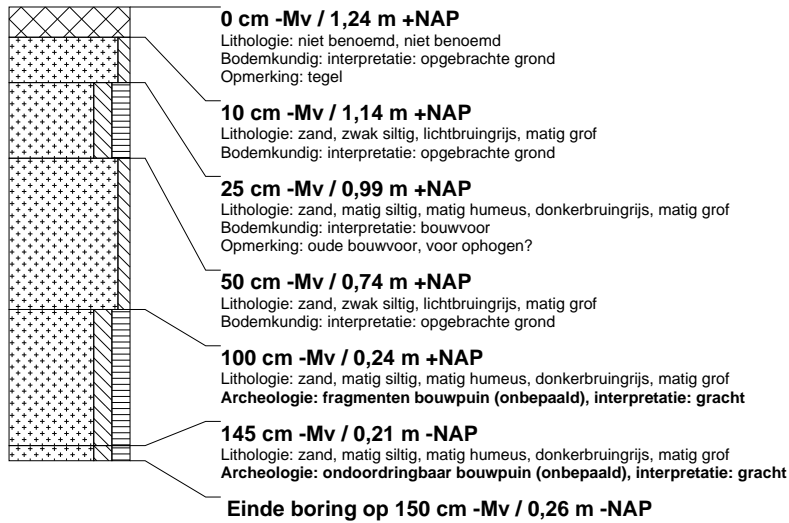 0 cm -Mv / 1,24 m +NAP
Lithologie: niet benoemd, niet benoemd
Bodemkundig: interpretatie: opgebrachte grond
Opmerking: tegel
10 cm -Mv / 1,14 m +NAP
Lithologie: zand, zwak siltig, lichtbruingrijs, matig grof
Bodemkundig: interpretatie: opgebrachte grond
25 cm -Mv / 0,99 m +NAP
Lithologie: zand, matig siltig, matig humeus, donkerbruingrijs, matig grof
Bodemkundig: interpretatie: bouwvoor
Opmerking: oude bouwvoor, voor ophogen?
50 cm -Mv / 0,74 m +NAP
Lithologie: zand, zwak siltig, lichtbruingrijs, matig grof
Bodemkundig: interpretatie: opgebrachte grond
100 cm -Mv / 0,24 m +NAP
Lithologie: zand, matig siltig, matig humeus, donkerbruingrijs, matig grof
Archeologie: fragmenten bouwpuin (onbepaald), interpretatie: gracht
145 cm -Mv / 0,21 m -NAP
Lithologie: zand, matig siltig, matig humeus, donkerbruingrijs, matig grof
Archeologie: ondoordringbaar bouwpuin (onbepaald), interpretatie: gracht
Einde boring op 150 cm -Mv / 0,26 m -NAP